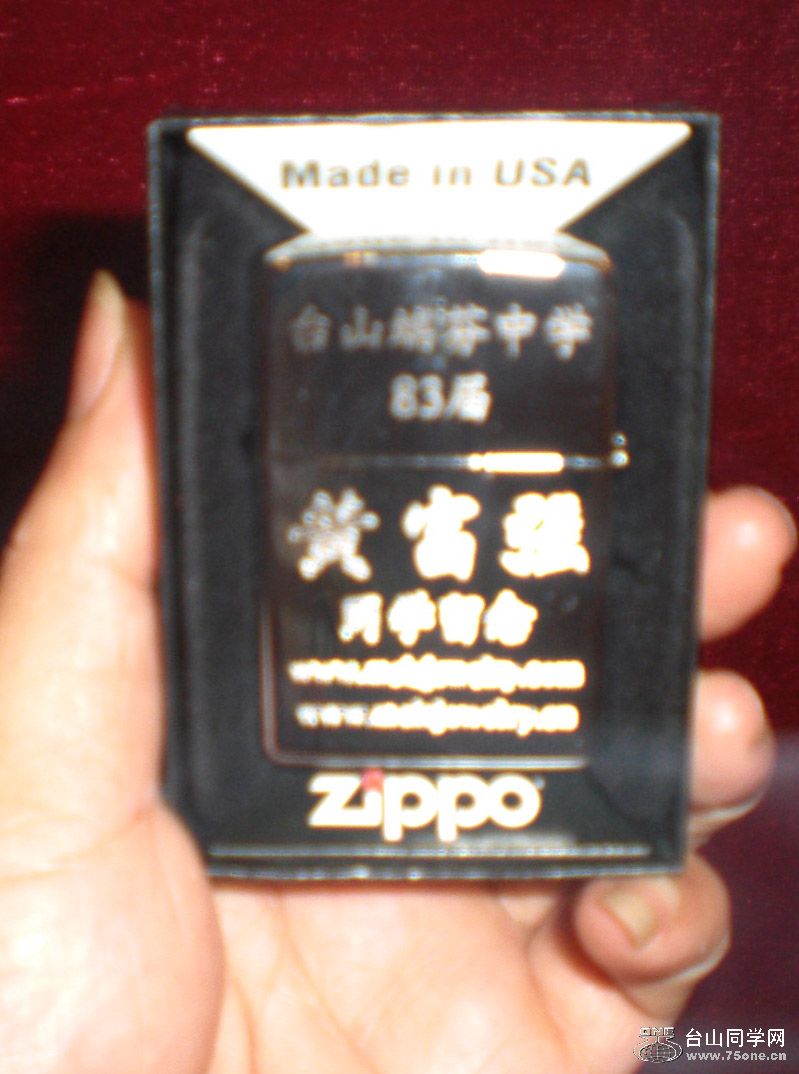 Made in USA
台山端芬中学
83届
黄富强
同学留念
zippo
台山同学网
www.75one.cn